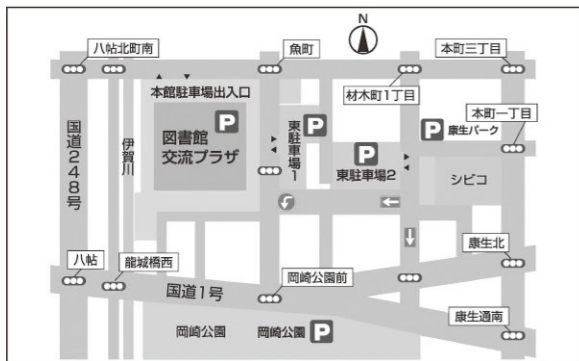 N
八帖北町南
魚町
本町三丁目
本館駐車場出入口
材木町1丁目
本町一丁目
国道248号
伊賀川
P
図書館
交流プラザ
東駐車場1
P
P
東駐車場2
P
康生パーク
シビコ
八帖
龍城橋西
岡崎公園前
康生北
国道1号
岡崎公園
岡崎公園
P
康生通南